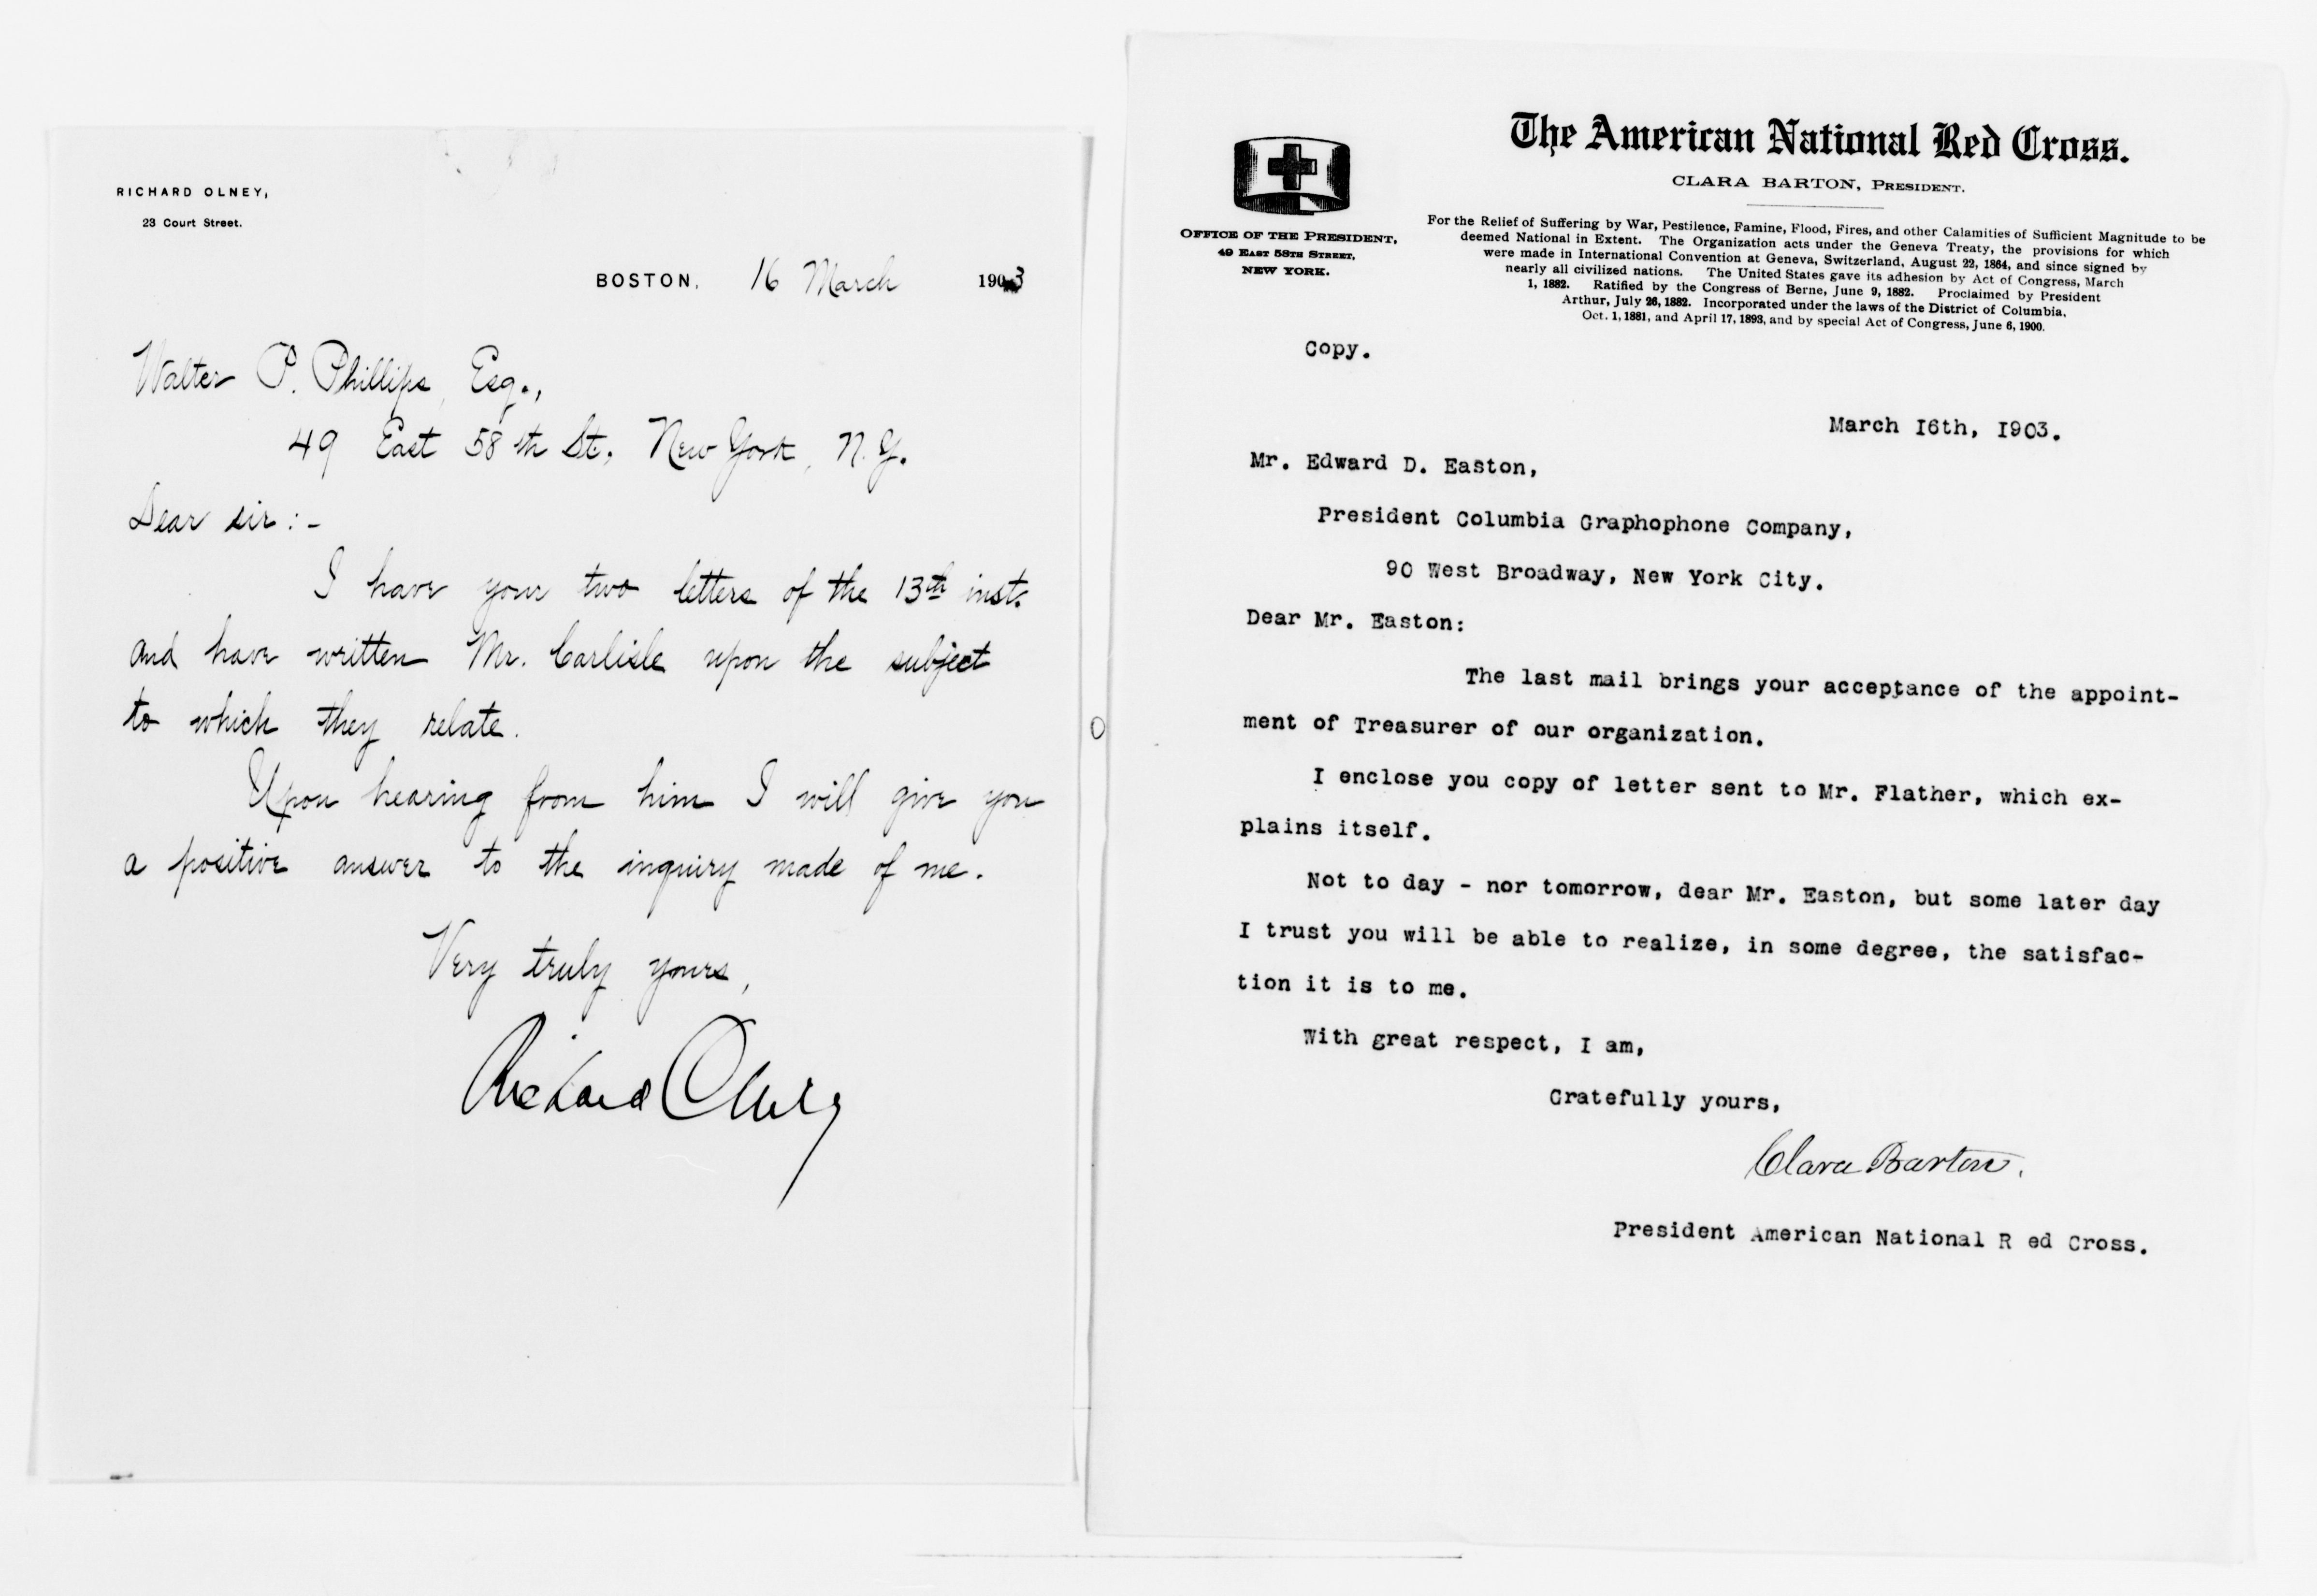 RICHARD OLNEY,
23 Court Street.
BOSTON, 16 March 1903
Walter P. Phillips, Esq.,
49 East 58th St., New York, N.Y.
Dear sir:-
I have your two letters of the 13th inst.
and have written Mr. Carlisle upon the subject
to which they relate.
Upon hearing from him I will give you
a positive answer to the inquiry made of me.
Very truly yours,
Richard Olney
The American National Red Cross.
CLARA BARTON, PRESIDENT.
OFFICE OF THE PRESIDENT,
49 EAST 58TH STREET,
NEW YORK.
For the Relief of Suffering by War, Pestilence, Famine, Flood, Fires, and other Calamities of Sufficient Magnitude to be
deemed National in Extent. The Organization acts under the Geneva Treaty, the provisions for which
were made in International Convention at Geneva, Switzerland, August 22, 1864, and since signed by
nearly all civilized nations. The United States gave its adhesion by Act of Congress, March
1, 1882. Ratified by the Congress of Berne, June 9, 1882. Proclaimed by President
Arthur, July 26, 1882. Incorporated under the laws of the District of Columbia,
Oct. 1, 1881, and April 17, 1893, and by special Act of Congress, June 6, 1900.
Copy.
March 16th, 1903.
Mr. Edward D. Easton,
President Columbia Graphophone Company,
90 West Broadway, New York City.
Dear Mr. Easton:
The last mail brings your acceptance of the appoint-
ment of Treasurer of our organization.
I enclose you copy of letter sent to Mr. Flather, which ex-
plains itself.
Not to day - nor tomorrow, dear Mr. Easton, but some later day
I trust you will be able to realize, in some degree, the satisfac-
tion it is to me.
With great respect, I am,
Gratefully yours,
Clara Barton.
President American National R ed Cross.